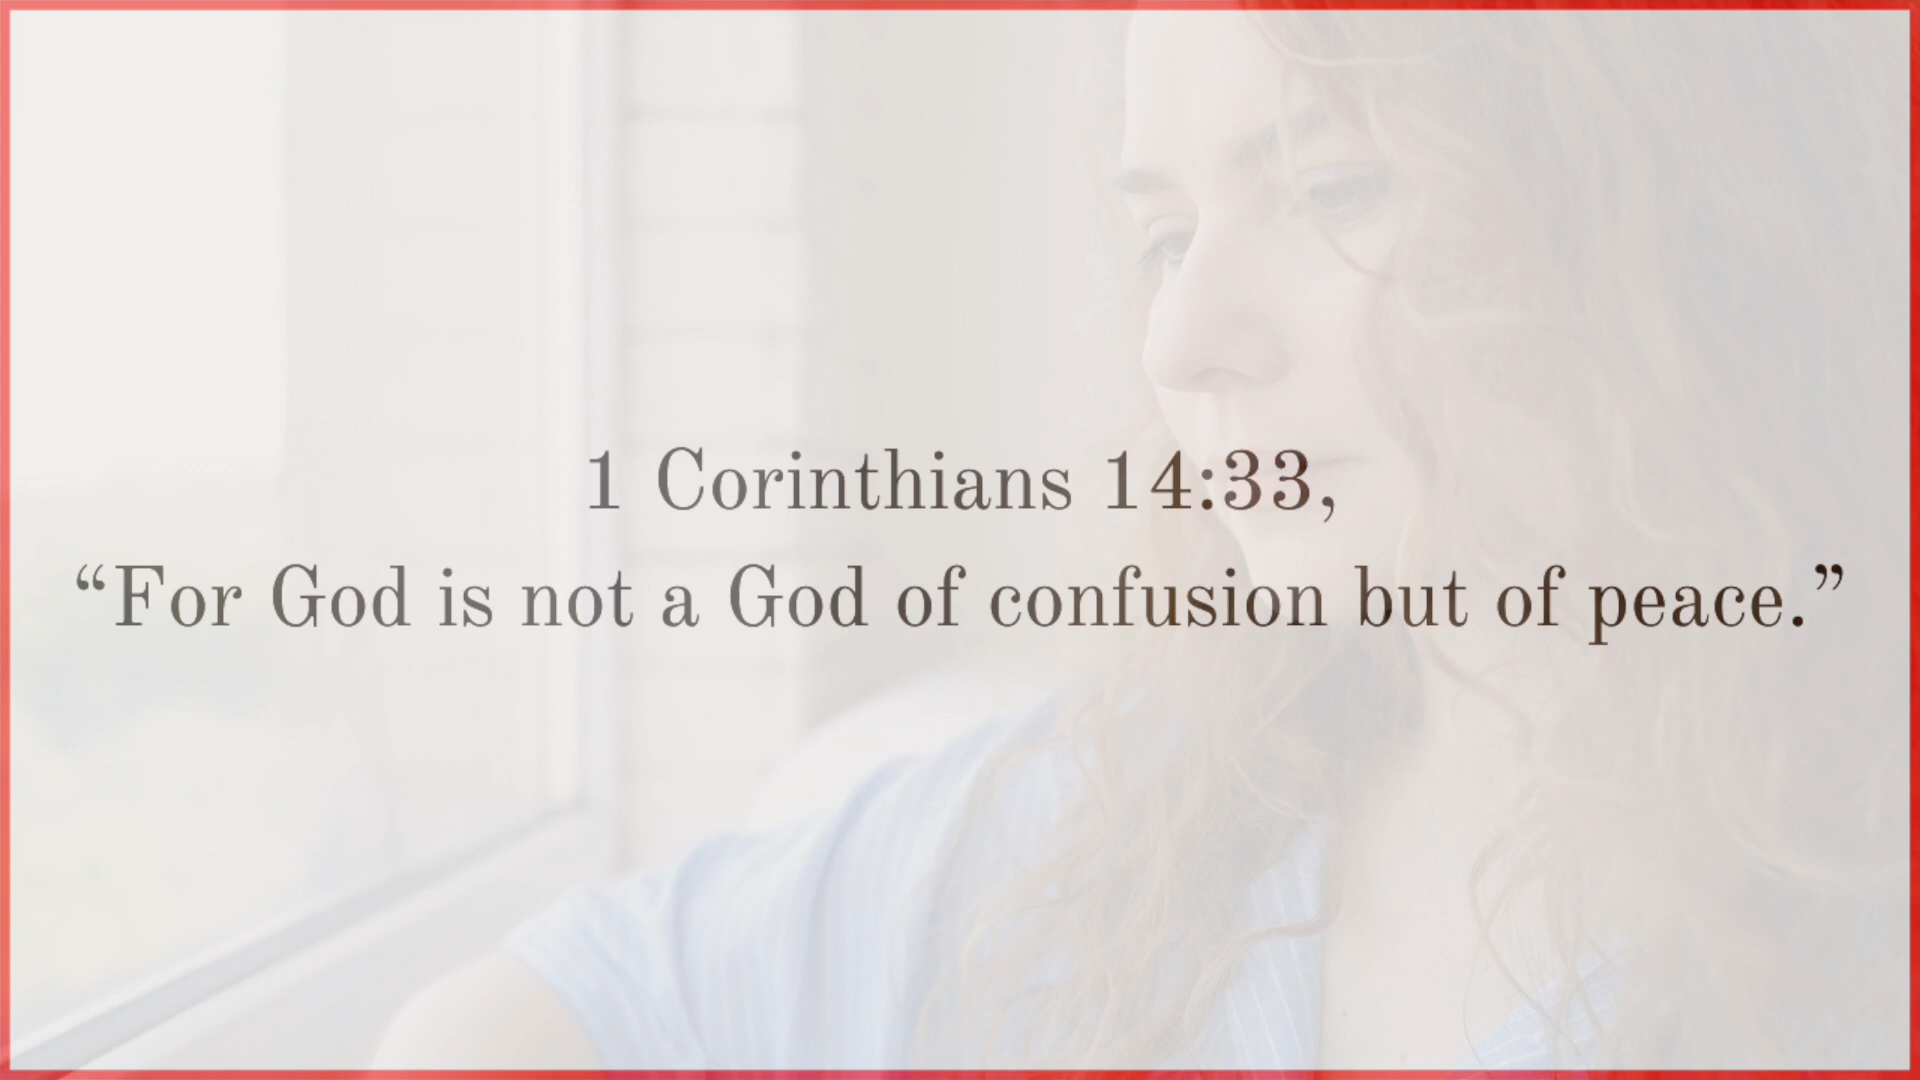 1 Corinthians 14:33,
“For God is not a God of confusion but of peace.”